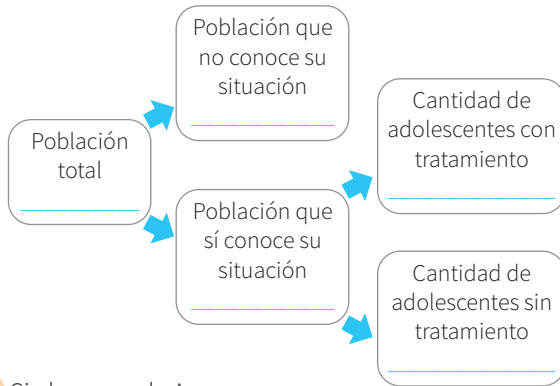 Población
total
Población que
no conoce su
situación
Población que
sí conoce su
situación
Cantidad de
adolescentes con
tratamiento
Cantidad de
adolescentes sin
tratamiento